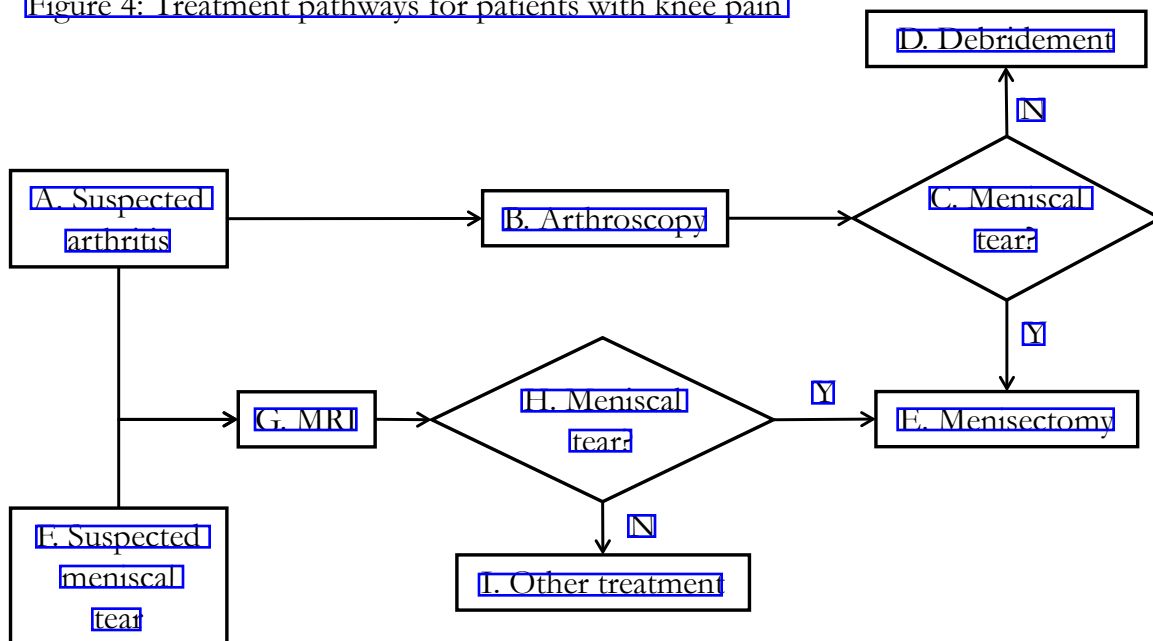 Figure 4: Treatment pathways for patients with knee pain
D. Debridement
N
A. Suspected
arthritis
B. Arthroscopy
C. Meniscal
tear?
Y
G. MRI
H. Meniscal
tear?
Y
E. Menisectomy
N
F. Suspected
meniscal
tear
I. Other treatment